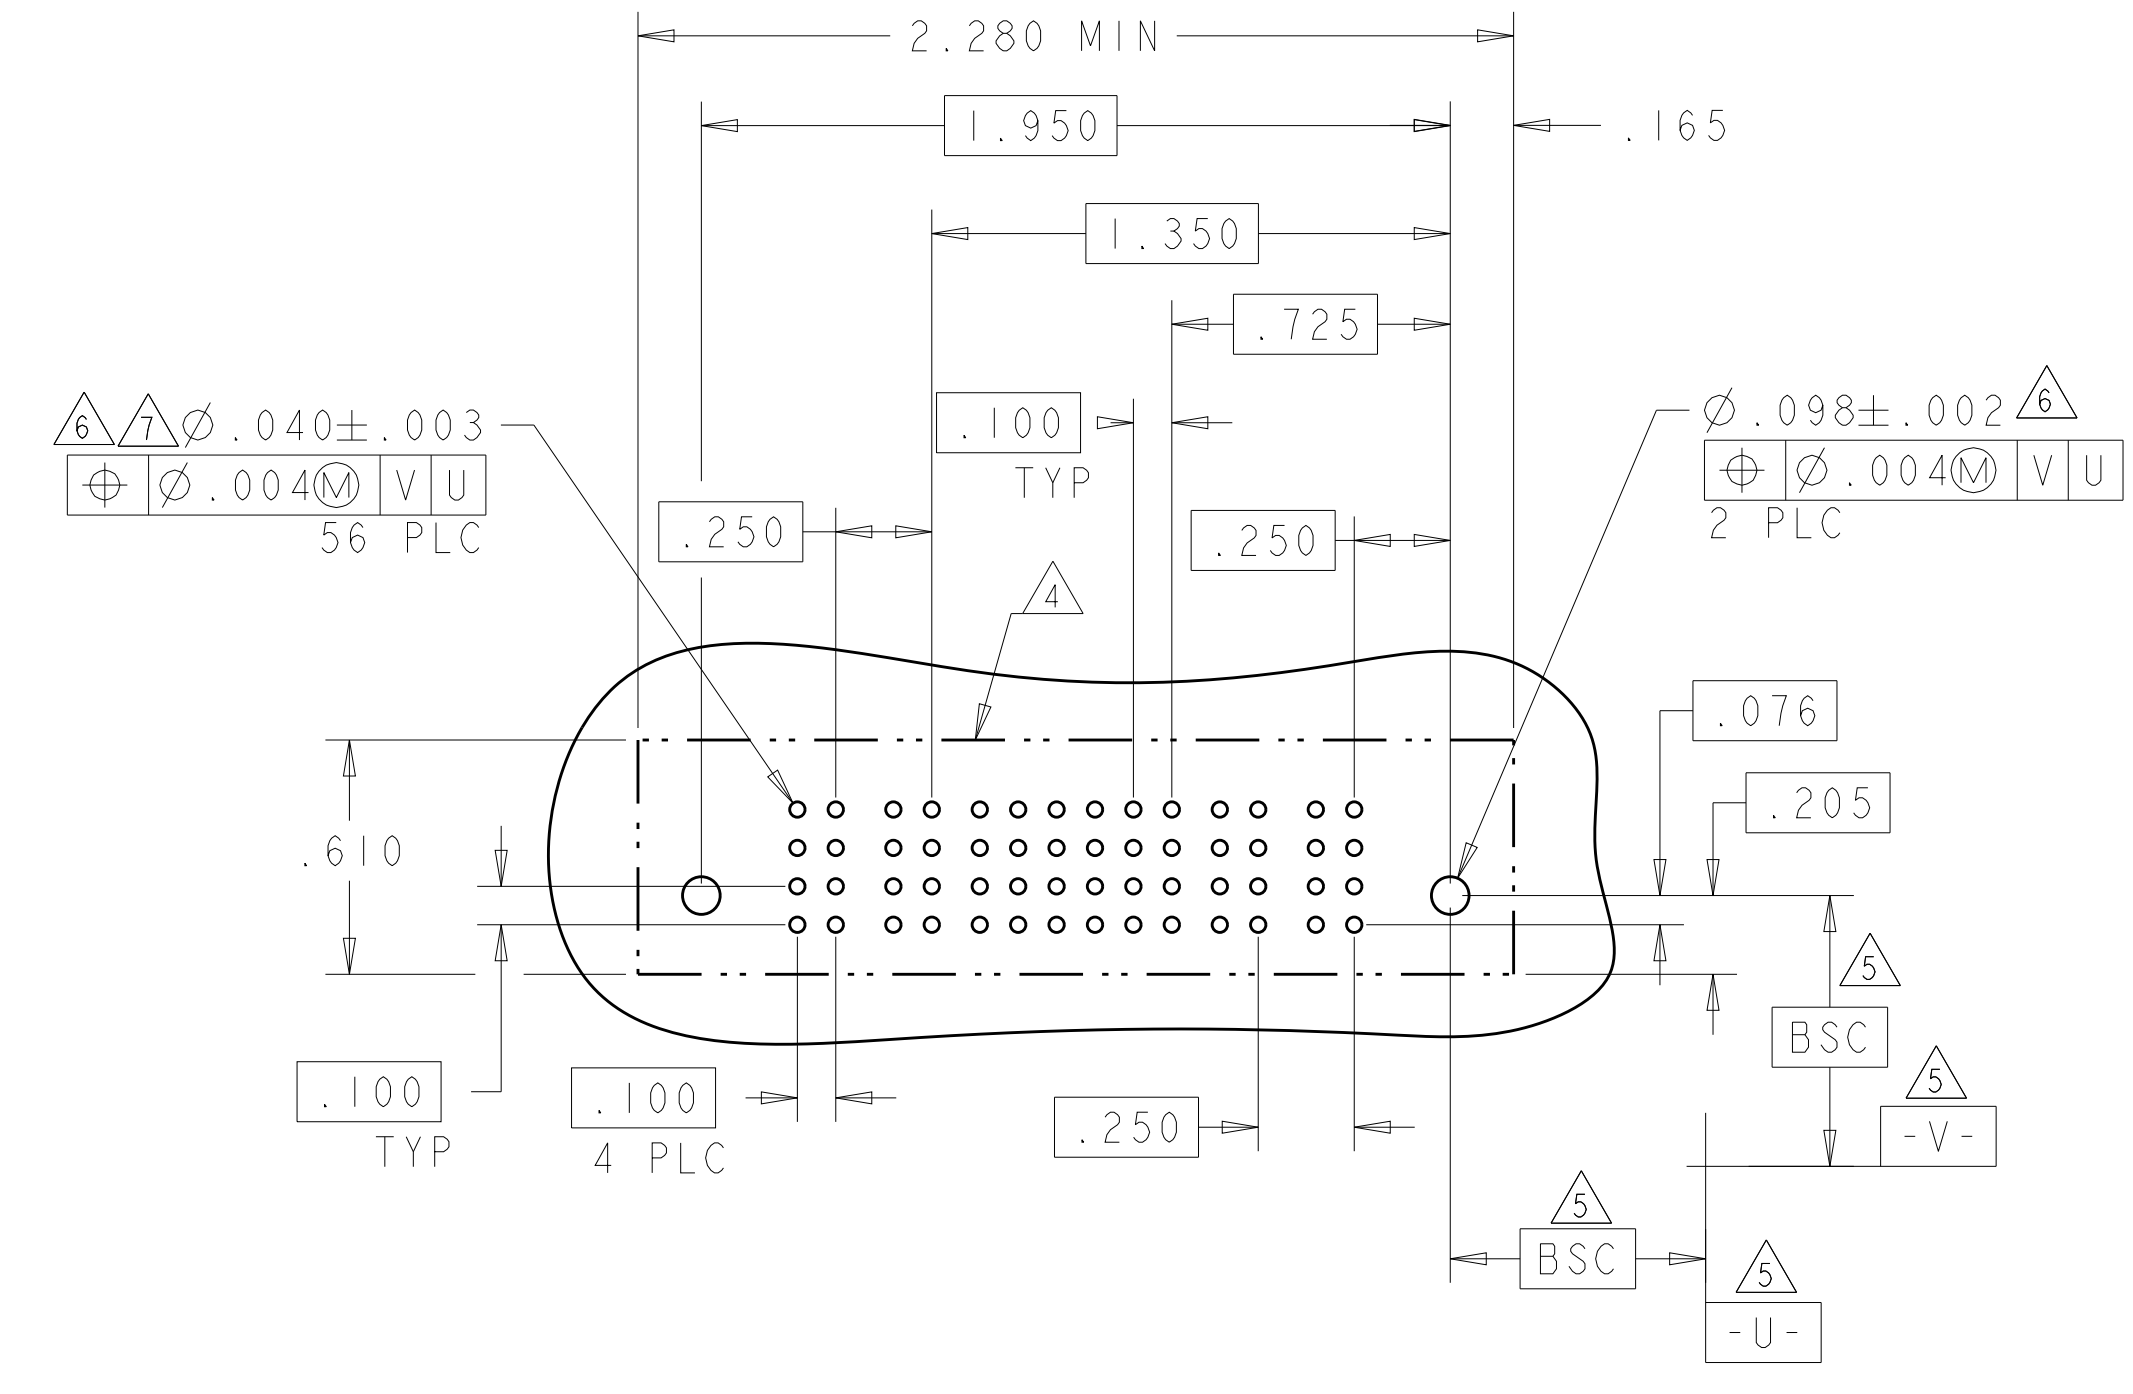 2.280 MIN
1.950
.165
1.350
.725
6 7 Ø.040±.003
⌖ Ø.004Ⓜ V U
56 PLC
.100
TYP
Ø.098±.002 6
⌖ Ø.004Ⓜ V U
2 PLC
.250
.250
4
.076
.205
.610
5
BSC
5
-V-
.100
TYP
.100
4 PLC
.250
5
BSC
5
-U-